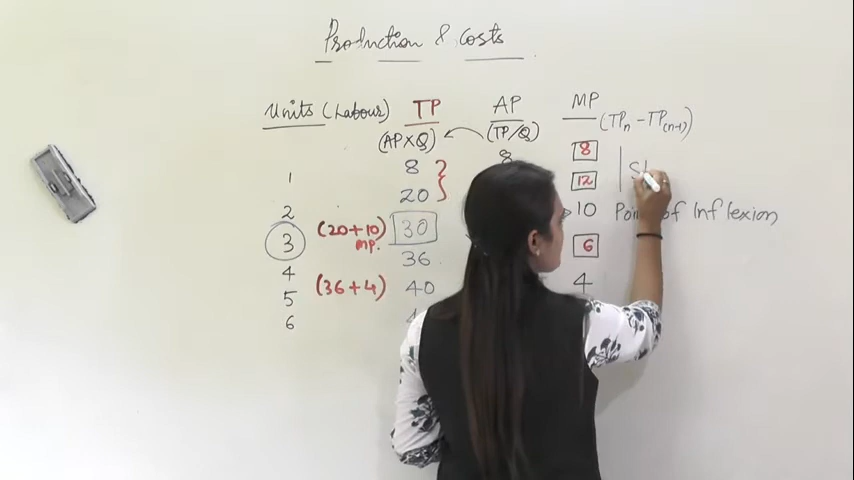 Production & Costs
Units (Labour) TP AP MP
(AP×Q) (TP/Q) (TPn - TP(n-1))
1 8 8 8
20 12
2 10 Point of Inflexion
3 (20+10) 30
mp. 6
4 36
5 (36+4) 40 4
6